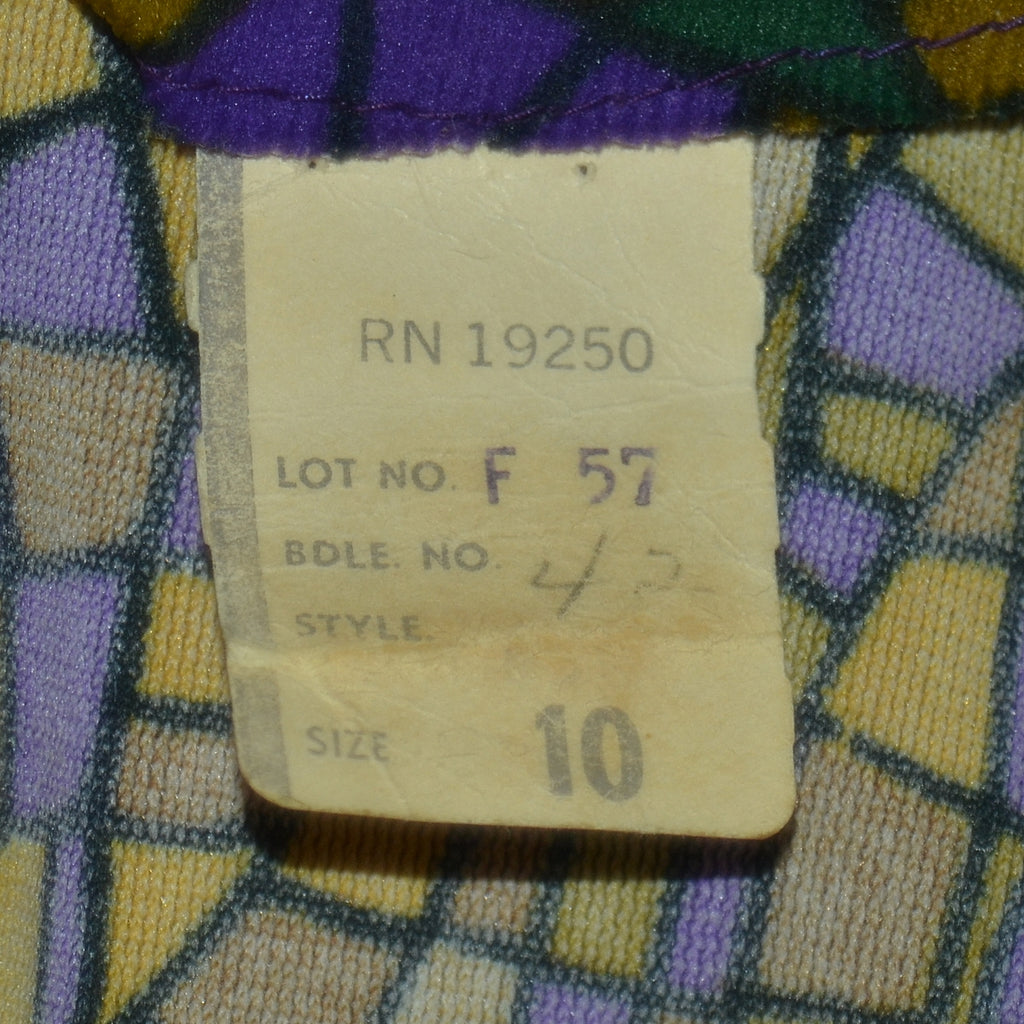 RN 19250
LOT NO. F 57
BDLE. NO. 42
STYLE.
SIZE 10